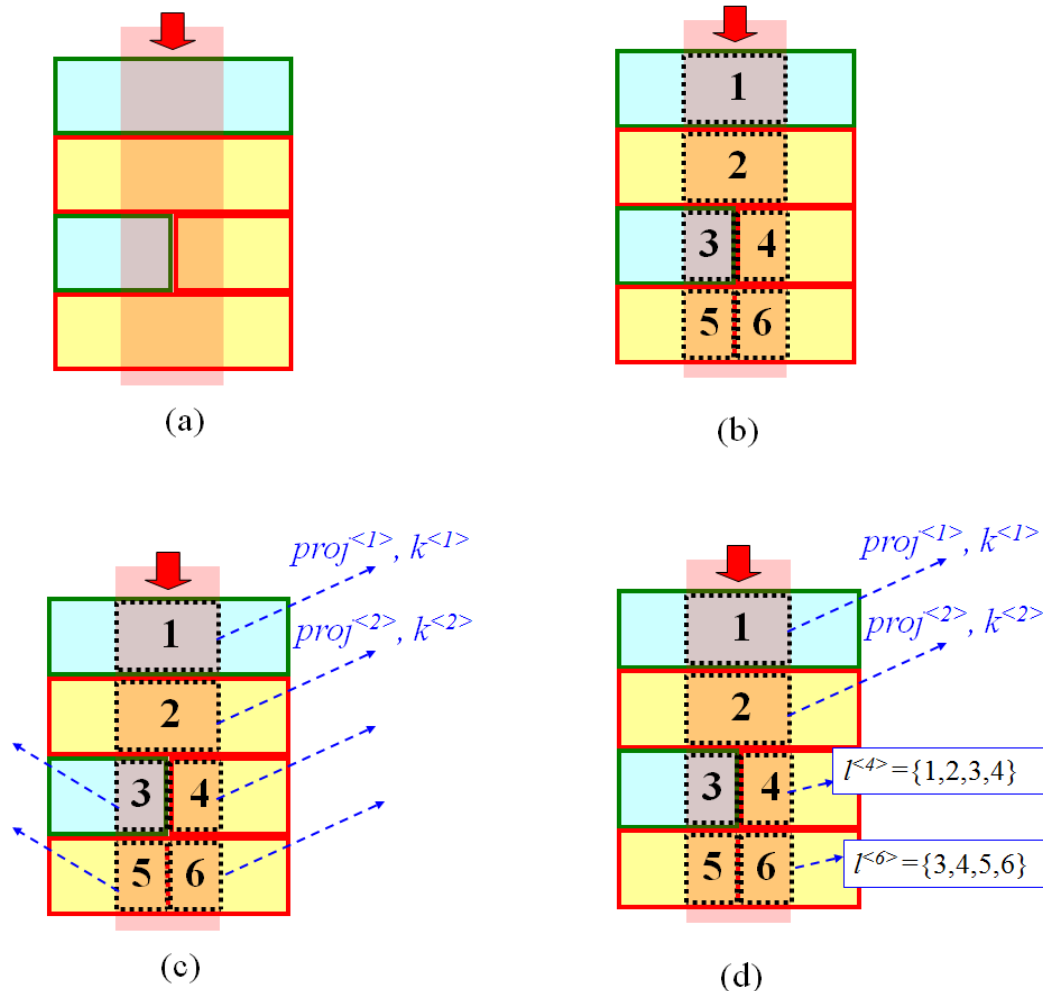 1
2
3 4
5 6
(a)
(b)
proj<1>, k<1>
proj<2>, k<2>
1
2
3 4
5 6
(c)
proj<1>, k<1>
proj<2>, k<2>
1
2
3 4
l<4>={1,2,3,4}
5 6
l<6>={3,4,5,6}
(d)